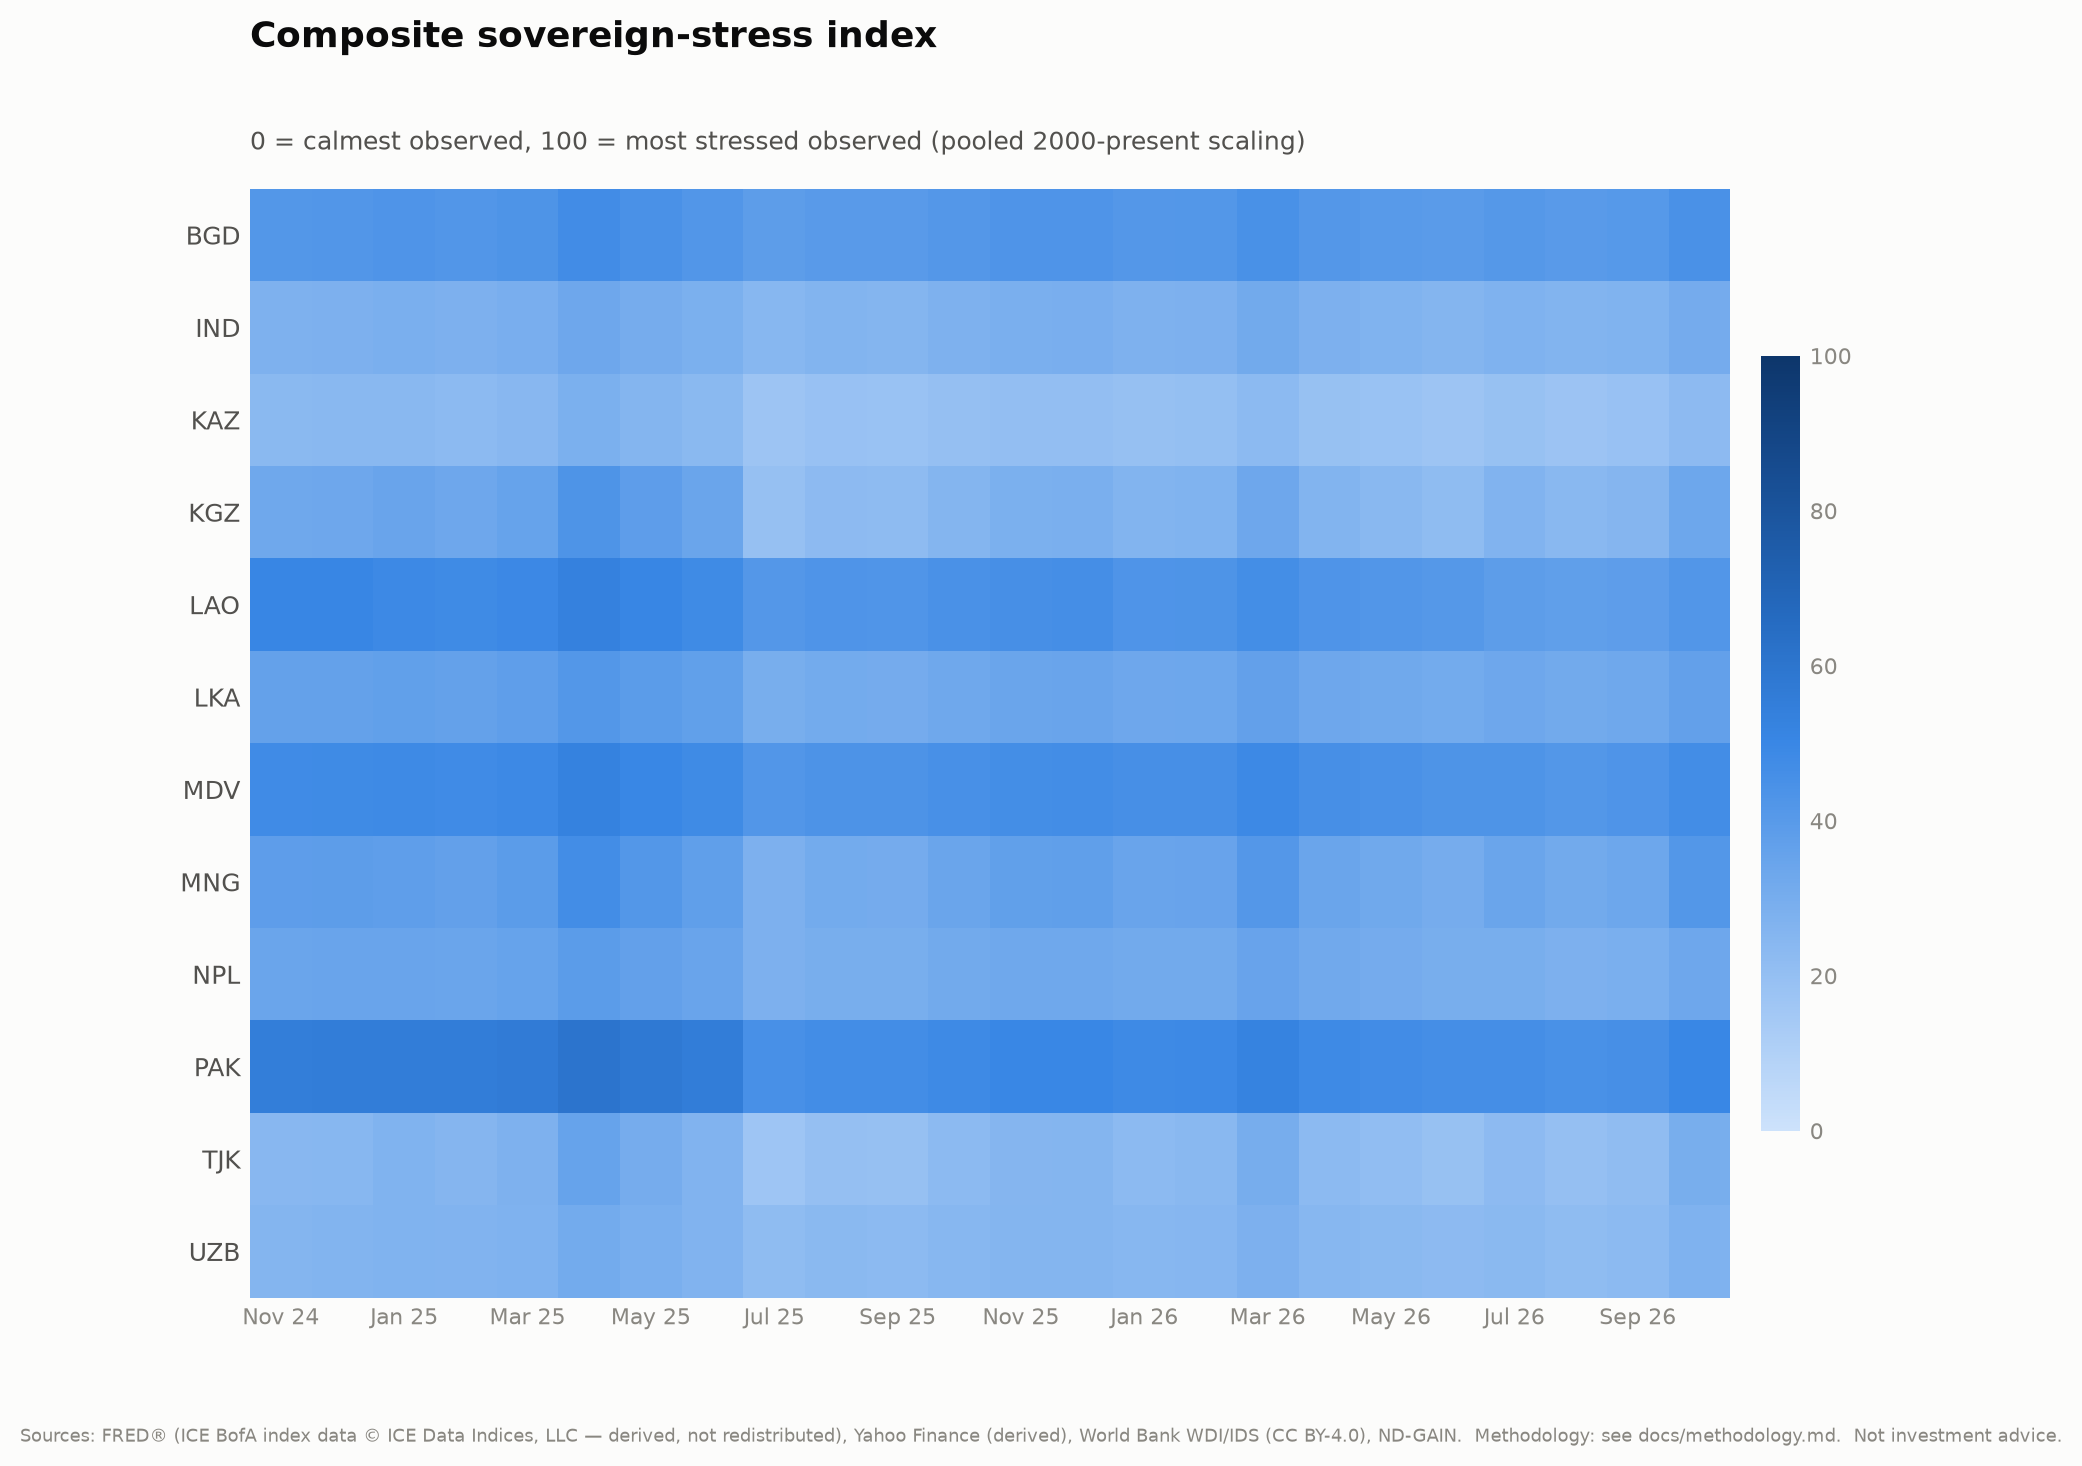 Composite sovereign-stress index
0 = calmest observed, 100 = most stressed observed (pooled 2000-present scaling)
BGD
IND
KAZ
KGZ
LAO
LKA
MDV
MNG
NPL
PAK
TJK
UZB
Nov 24 Jan 25 Mar 25 May 25 Jul 25 Sep 25 Nov 25 Jan 26 Mar 26 May 26 Jul 26 Sep 26
100
80
60
40
20
0
Sources: FRED® (ICE BofA index data © ICE Data Indices, LLC — derived, not redistributed), Yahoo Finance (derived), World Bank WDI/IDS (CC BY-4.0), ND-GAIN.  Methodology: see docs/methodology.md.  Not investment advice.